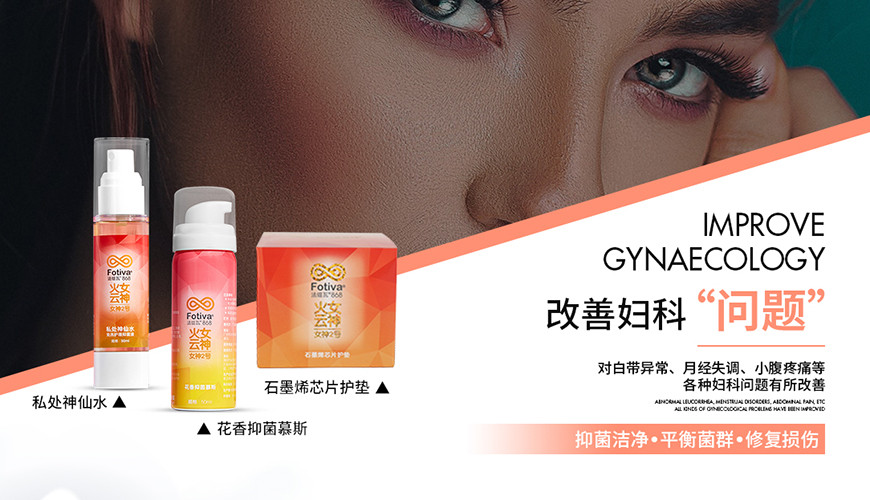 IMPROVE
GYNAECOLOGY
改善妇科“问题”
对白带异常、月经失调、小腹疼痛等
各种妇科问题有所改善
ABNORMAL LEUCORRHEA, MENSTRUAL DISORDERS, ABDOMINAL PAIN, ETC
ALL KINDS OF GYNECOLOGICAL PROBLEMS HAVE BEEN IMPROVED
抑菌洁净•平衡菌群•修复损伤
Fotiva®
868
火云女神
女神2号
私处神仙水
私处神仙水 ▲
Fotiva®
868
火云女神
女神2号
花香抑菌慕斯
▲ 花香抑菌慕斯
Fotiva®
868
火云女神
女神2号
石墨烯芯片护垫
石墨烯芯片护垫 ▲